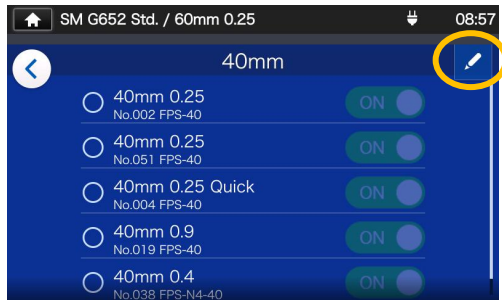 SM G652 Std. / 60mm 0.25 08:57
40mm
40mm 0.25 ON
No.002 FPS-40
40mm 0.25 ON
No.051 FPS-40
40mm 0.25 Quick ON
No.004 FPS-40
40mm 0.9 ON
No.019 FPS-40
40mm 0.4 ON
No.038 FPS-N4-40